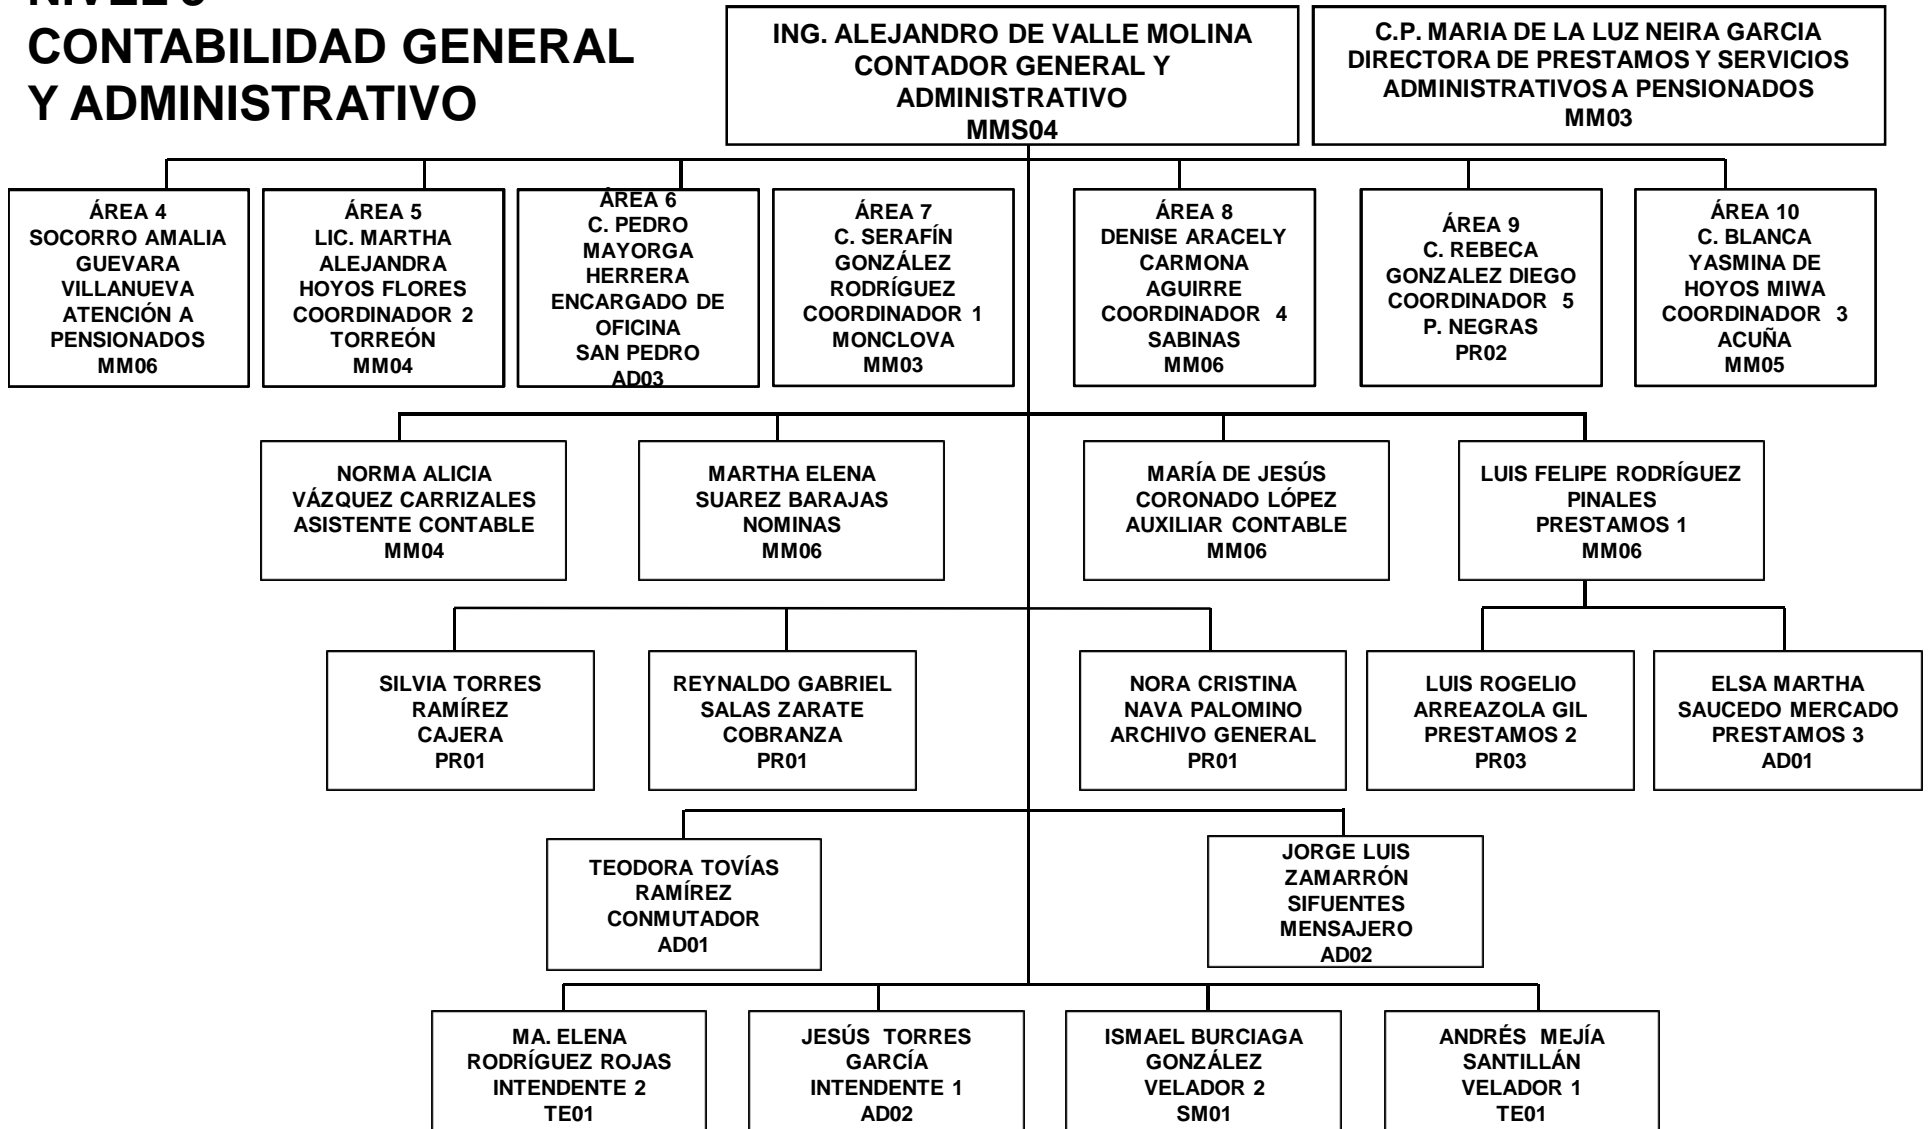 CONTABILIDAD GENERAL
Y ADMINISTRATIVO
ING. ALEJANDRO DE VALLE MOLINA
CONTADOR GENERAL Y
ADMINISTRATIVO
MMS04
C.P. MARIA DE LA LUZ NEIRA GARCIA
DIRECTORA DE PRESTAMOS Y SERVICIOS
ADMINISTRATIVOS A PENSIONADOS
MM03
ÁREA 4
SOCORRO AMALIA
GUEVARA
VILLANUEVA
ATENCIÓN A
PENSIONADOS
MM06
ÁREA 5
LIC. MARTHA
ALEJANDRA
HOYOS FLORES
COORDINADOR 2
TORREÓN
MM04
ÁREA 6
C. PEDRO
MAYORGA
HERRERA
ENCARGADO DE
OFICINA
SAN PEDRO
AD03
ÁREA 7
C. SERAFÍN
GONZÁLEZ
RODRÍGUEZ
COORDINADOR 1
MONCLOVA
MM03
ÁREA 8
DENISE ARACELY
CARMONA
AGUIRRE
COORDINADOR 4
SABINAS
MM06
ÁREA 9
C. REBECA
GONZALEZ DIEGO
COORDINADOR 5
P. NEGRAS
PR02
ÁREA 10
C. BLANCA
YASMINA DE
HOYOS MIWA
COORDINADOR 3
ACUÑA
MM05
NORMA ALICIA
VÁZQUEZ CARRIZALES
ASISTENTE CONTABLE
MM04
MARTHA ELENA
SUAREZ BARAJAS
NOMINAS
MM06
MARÍA DE JESÚS
CORONADO LÓPEZ
AUXILIAR CONTABLE
MM06
LUIS FELIPE RODRÍGUEZ
PINALES
PRESTAMOS 1
MM06
SILVIA TORRES
RAMÍREZ
CAJERA
PR01
REYNALDO GABRIEL
SALAS ZARATE
COBRANZA
PR01
NORA CRISTINA
NAVA PALOMINO
ARCHIVO GENERAL
PR01
LUIS ROGELIO
ARREAZOLA GIL
PRESTAMOS 2
PR03
ELSA MARTHA
SAUCEDO MERCADO
PRESTAMOS 3
AD01
TEODORA TOVÍAS
RAMÍREZ
CONMUTADOR
AD01
JORGE LUIS
ZAMARRÓN
SIFUENTES
MENSAJERO
AD02
MA. ELENA
RODRÍGUEZ ROJAS
INTENDENTE 2
TE01
JESÚS TORRES
GARCÍA
INTENDENTE 1
AD02
ISMAEL BURCIAGA
GONZÁLEZ
VELADOR 2
SM01
ANDRÉS MEJÍA
SANTILLÁN
VELADOR 1
TE01